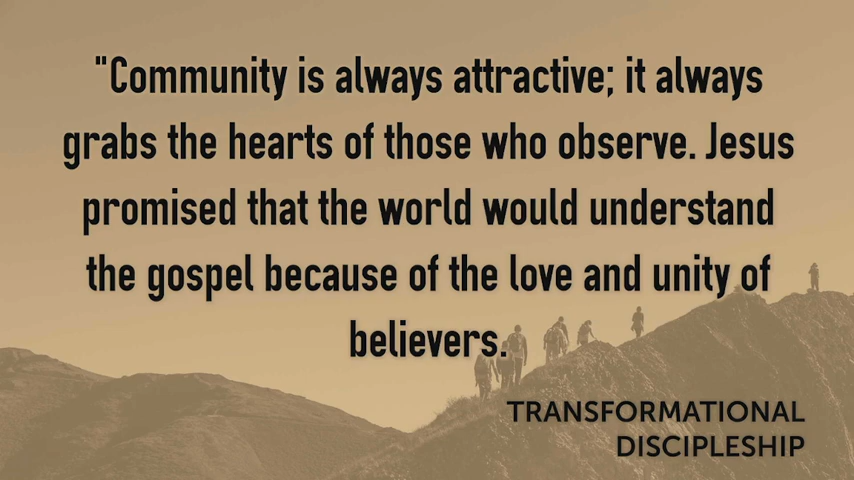 "Community is always attractive; it always
grabs the hearts of those who observe. Jesus
promised that the world would understand
the gospel because of the love and unity of
believers.
TRANSFORMATIONAL
DISCIPLESHIP